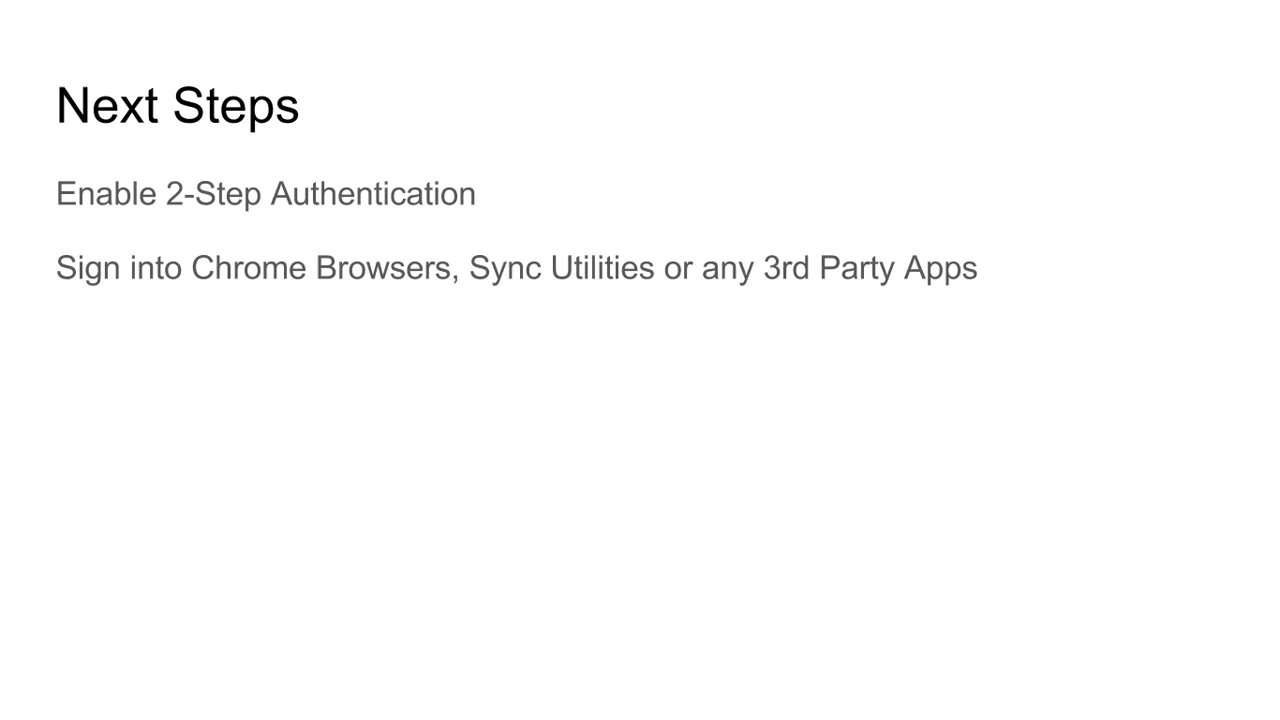 Next Steps
Enable 2-Step Authentication
Sign into Chrome Browsers, Sync Utilities or any 3rd Party Apps